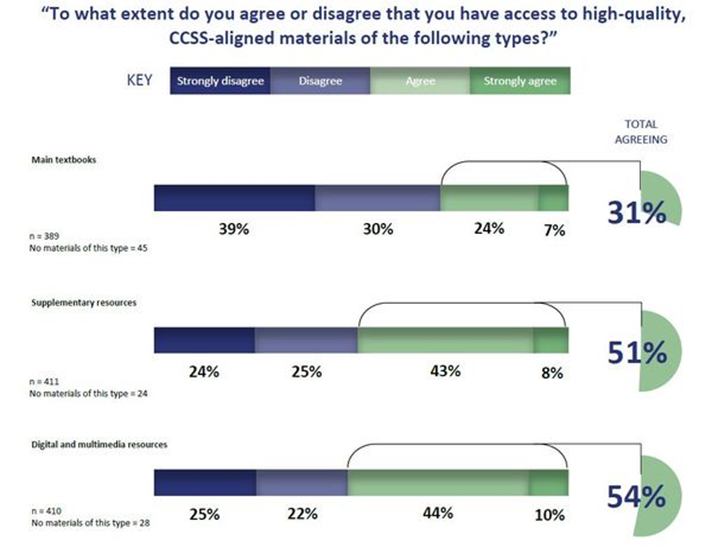 “To what extent do you agree or disagree that you have access to high-quality,
CCSS-aligned materials of the following types?”
KEY
Strongly disagree
Disagree
Agree
Strongly agree
TOTAL
AGREEING
Main textbooks
39%
30%
24%
7%
31%
n = 389
No materials of this type = 45
Supplementary resources
24%
25%
43%
8%
51%
n = 411
No materials of this type = 24
Digital and multimedia resources
25%
22%
44%
10%
54%
n = 410
No materials of this type = 28